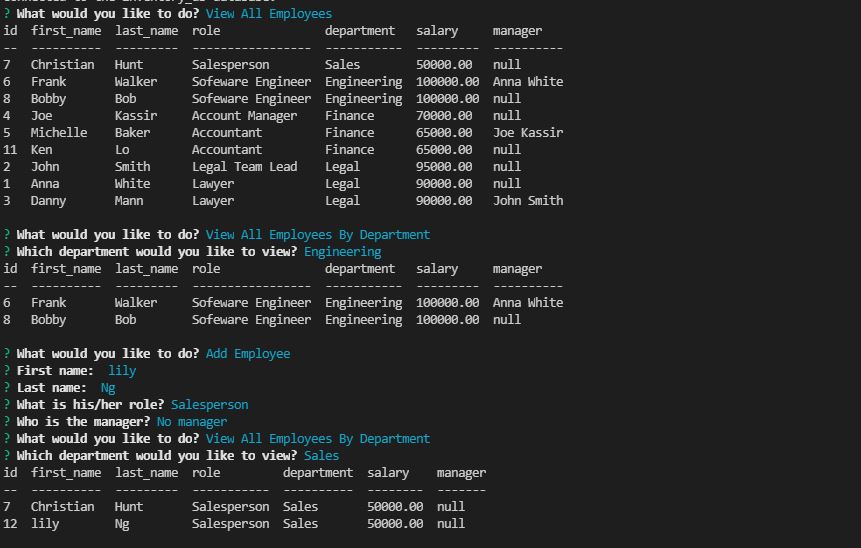 ? What would you like to do? View All Employees
id  first_name  last_name  role               department   salary     manager
--  ----------  ---------  -----------------  -----------  ---------  ----------
7   Christian   Hunt       Salesperson        Sales        50000.00   null
6   Frank       Walker     Sofeware Engineer  Engineering  100000.00  Anna White
8   Bobby       Bob        Sofeware Engineer  Engineering  100000.00  null
4   Joe         Kassir     Account Manager    Finance      70000.00   null
5   Michelle    Baker      Accountant         Finance      65000.00   Joe Kassir
11  Ken         Lo         Accountant         Finance      65000.00   null
2   John        Smith      Legal Team Lead    Legal        95000.00   null
1   Anna        White      Lawyer             Legal        90000.00   null
3   Danny       Mann       Lawyer             Legal        90000.00   John Smith
? What would you like to do? View All Employees By Department
? Which department would you like to view? Engineering
id  first_name  last_name  role               department   salary     manager
--  ----------  ---------  -----------------  -----------  ---------  ----------
6   Frank       Walker     Sofeware Engineer  Engineering  100000.00  Anna White
8   Bobby       Bob        Sofeware Engineer  Engineering  100000.00  null
? What would you like to do? Add Employee
? First name:  lily
? Last name:  Ng
? What is his/her role? Salesperson
? Who is the manager? No manager
? What would you like to do? View All Employees By Department
? Which department would you like to view? Sales
id  first_name  last_name  role         department  salary    manager
--  ----------  ---------  -----------  ----------  --------  -------
7   Christian   Hunt       Salesperson  Sales       50000.00  null
12  lily        Ng         Salesperson  Sales       50000.00  null